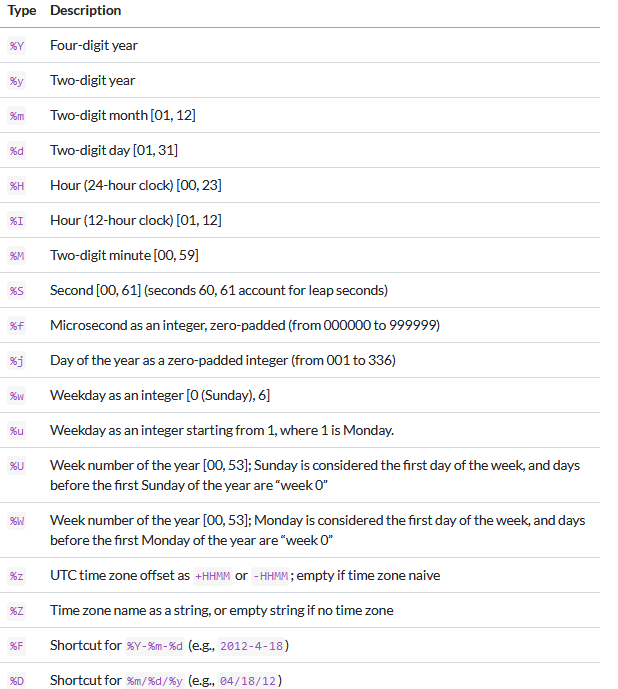 Type Description
%Y Four-digit year
%y Two-digit year
%m Two-digit month [01, 12]
%d Two-digit day [01, 31]
%H Hour (24-hour clock) [00, 23]
%I Hour (12-hour clock) [01, 12]
%M Two-digit minute [00, 59]
%S Second [00, 61] (seconds 60, 61 account for leap seconds)
%f Microsecond as an integer, zero-padded (from 000000 to 999999)
%j Day of the year as a zero-padded integer (from 001 to 336)
%w Weekday as an integer [0 (Sunday), 6]
%u Weekday as an integer starting from 1, where 1 is Monday.
%U Week number of the year [00, 53]; Sunday is considered the first day of the week, and days
before the first Sunday of the year are “week 0”
%W Week number of the year [00, 53]; Monday is considered the first day of the week, and days
before the first Monday of the year are “week 0”
%z UTC time zone offset as +HHMM or -HHMM; empty if time zone naive
%Z Time zone name as a string, or empty string if no time zone
%F Shortcut for %Y-%m-%d (e.g., 2012-4-18)
%D Shortcut for %m/%d/%y (e.g., 04/18/12)